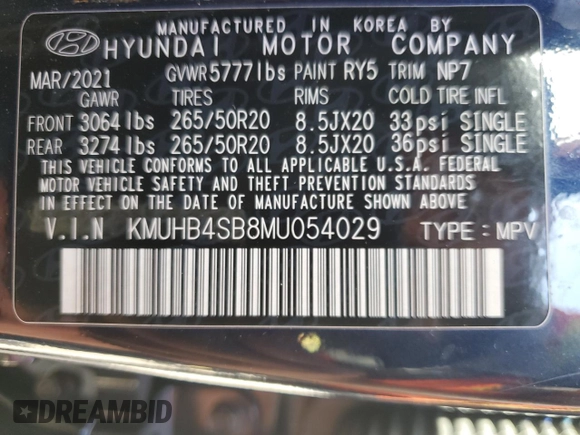 MANUFACTURED IN KOREA BY
HYUNDAI MOTOR COMPANY
MAR/2021 GVWR 5777lbs PAINT RY5 TRIM NP7
GAWR TIRES RIMS COLD TIRE INFL
FRONT 3064 lbs 265/50R20 8.5JX20 33psi SINGLE
REAR 3274 lbs 265/50R20 8.5JX20 36psi SINGLE
THIS VEHICLE CONFORMS TO ALL APPLICABLE U.S.A. FEDERAL
MOTOR VEHICLE SAFETY AND THEFT PREVENTION STANDARDS
IN EFFECT ON THE DATE OF MANUFACTURE SHOWN ABOVE.
V.I.N KMUHB4SB8MU054029 TYPE : MPV
DREAMBID